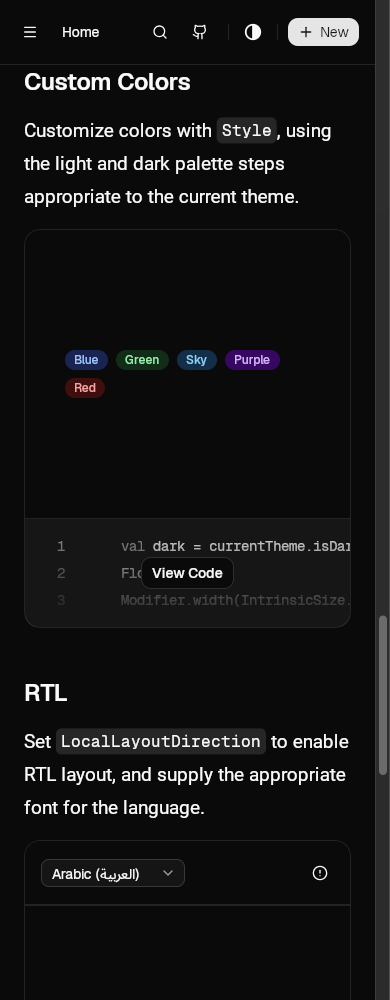 Home
New
Custom Colors
Customize colors with Style, using
the light and dark palette steps
appropriate to the current theme.
Blue Green Sky Purple
Red
1 val dark = currentTheme.isDar
2 Flo
View Code
3 Modifier.width(IntrinsicSize.
RTL
Set LocalLayoutDirection to enable
RTL layout, and supply the appropriate
font for the language.
Arabic (العربية)